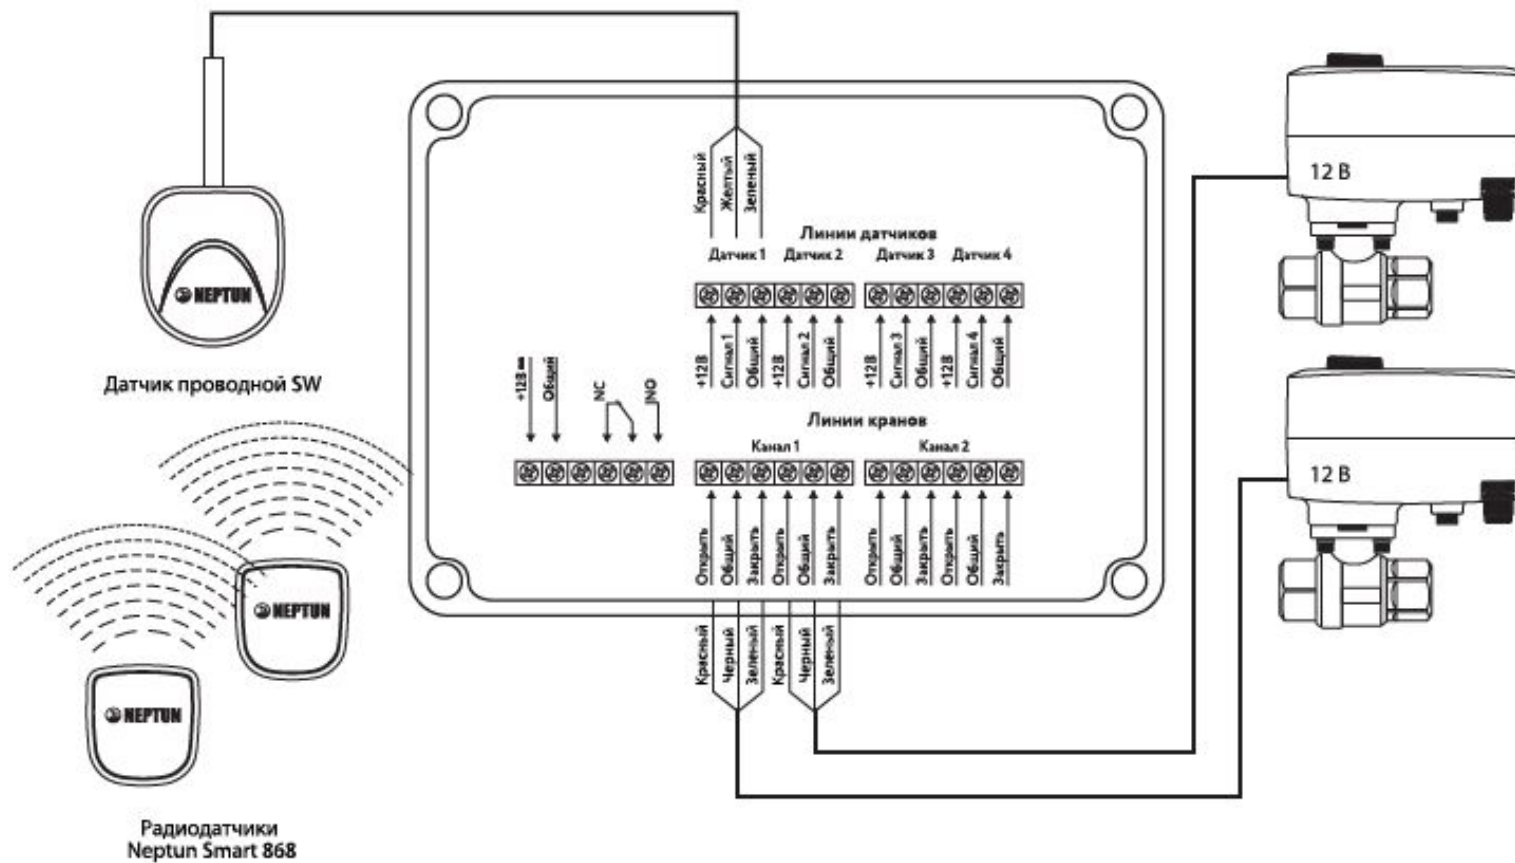 NEPTUN
Датчик проводной SW
NEPTUN
NEPTUN
Радиодатчики
Neptun Smart 868
Красный
Желтый
Зеленый
Линии датчиков
Датчик 1 Датчик 2 Датчик 3 Датчик 4
+12В
Сигнал 1
Общий
+12В
Сигнал 2
Общий
+12В
Сигнал 3
Общий
+12В
Сигнал 4
Общий
+12В
Общий
NC
NO
Линии кранов
Канал 1 Канал 2
Открыть
Общий
Закрыть
Открыть
Общий
Закрыть
Открыть
Общий
Закрыть
Открыть
Общий
Закрыть
Красный
Черный
Зеленый
Красный
Черный
Зеленый
12 В
12 В